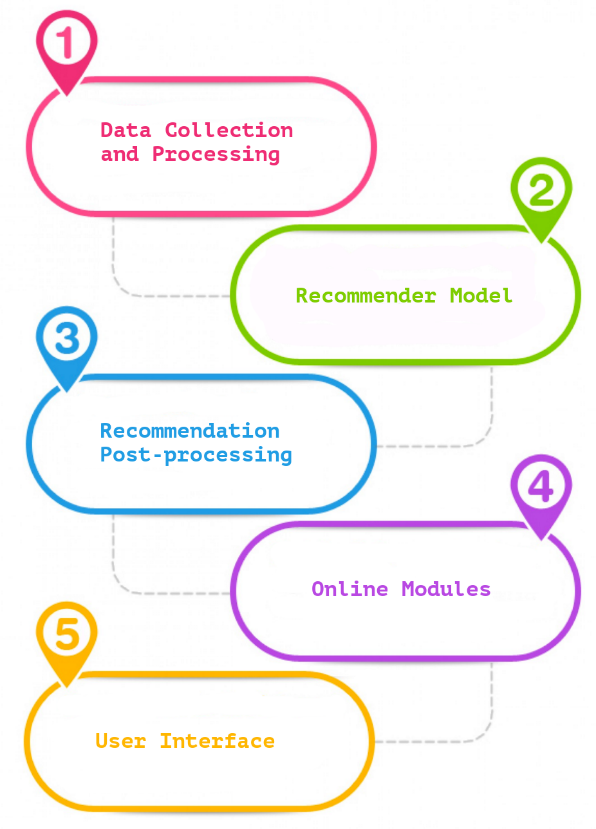 1
Data Collection
and Processing
2
Recommender Model
3
Recommendation
Post-processing
4
Online Modules
5
User Interface